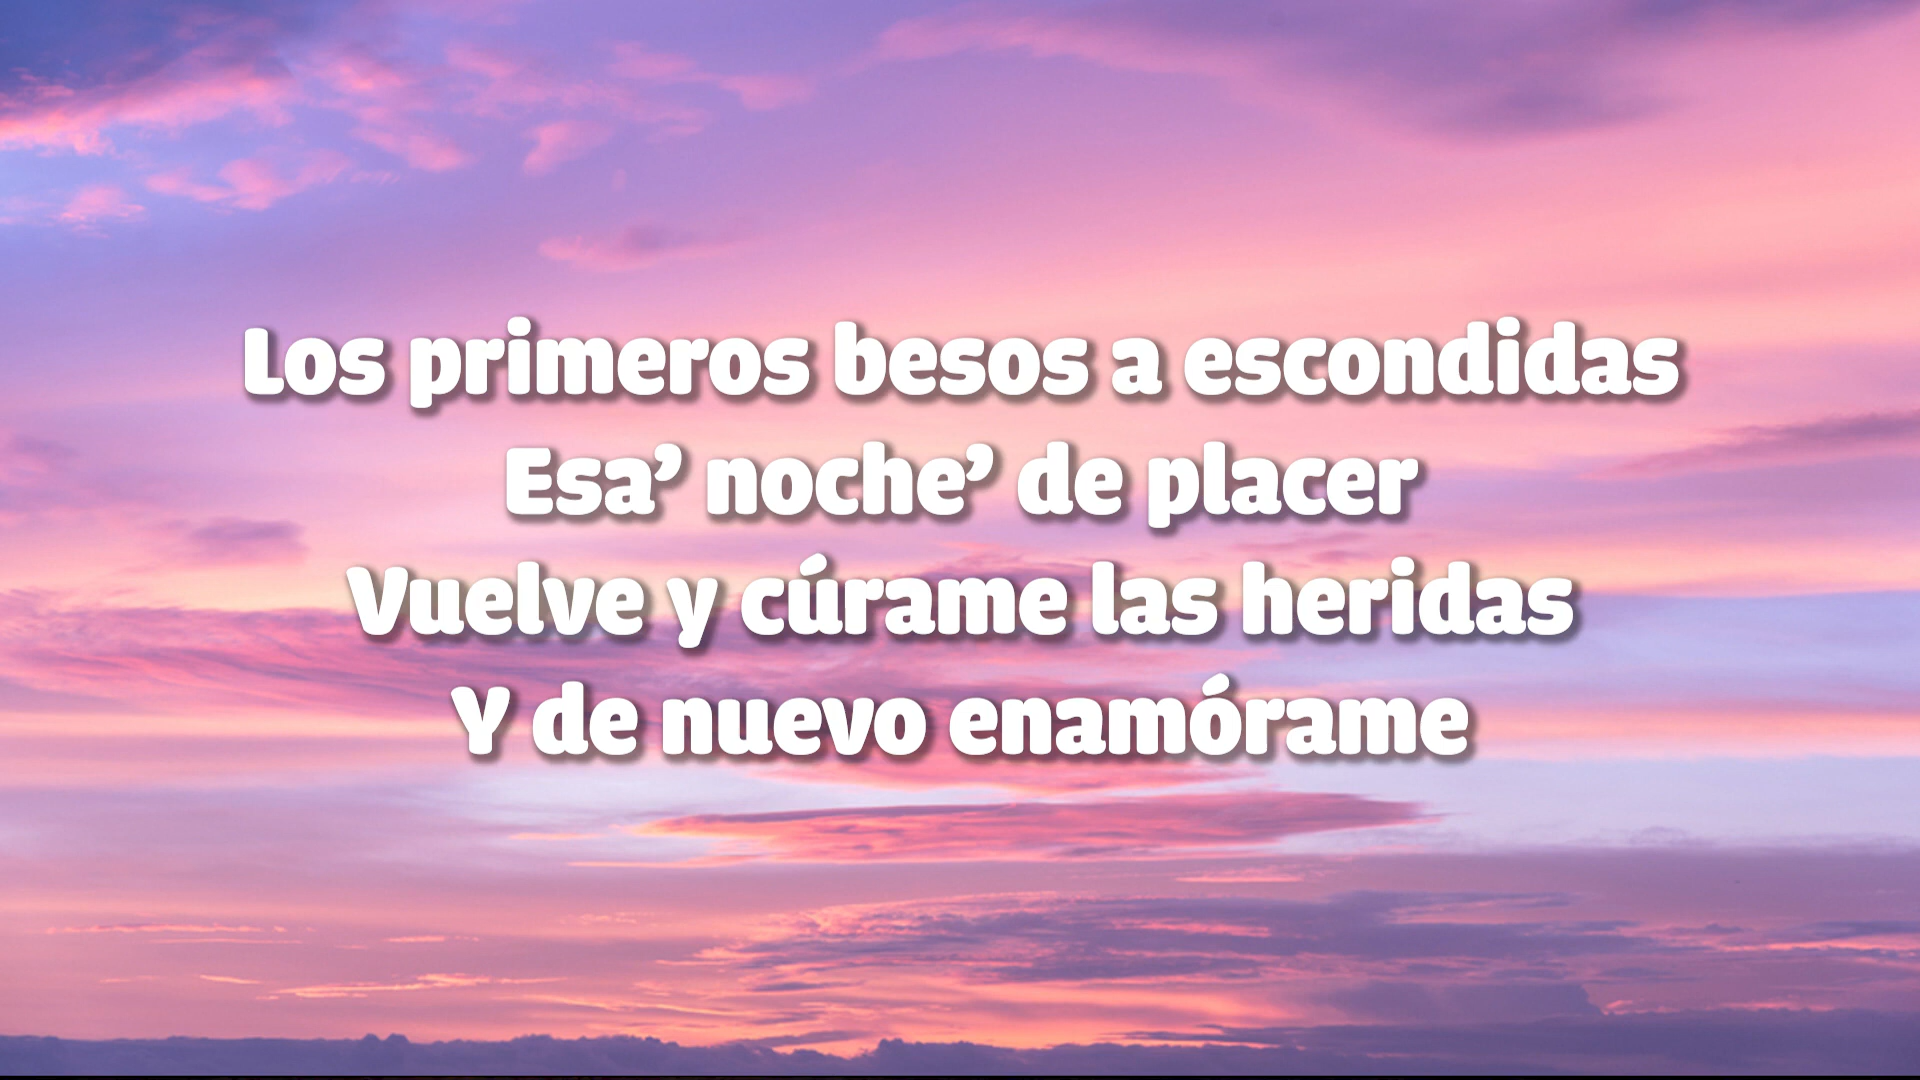 Los primeros besos a escondidas
Esa’ noche’ de placer
Vuelve y cúrame las heridas
Y de nuevo enamórame